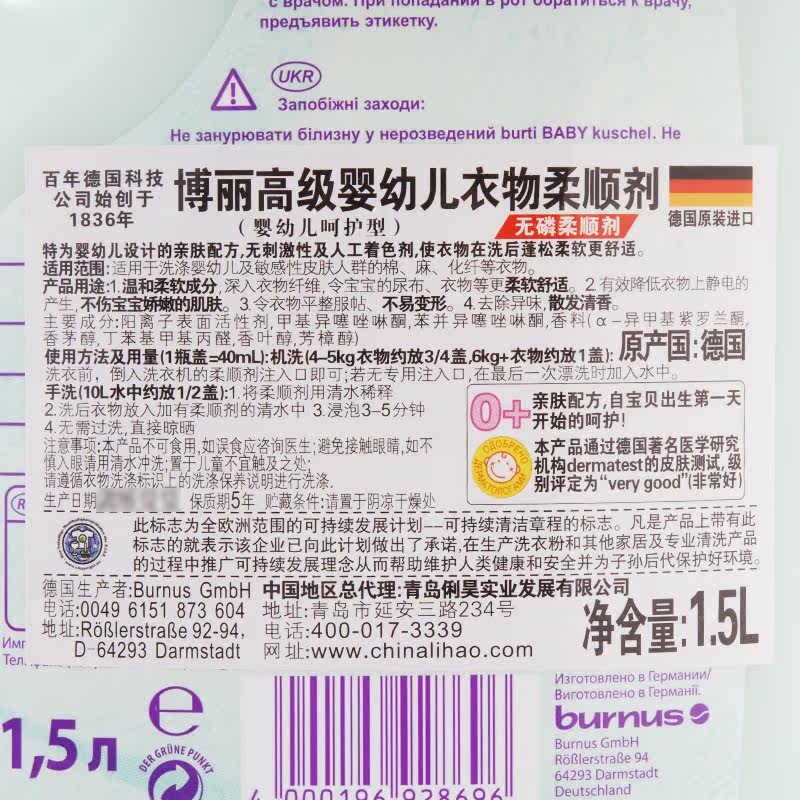 с врачом. При попадании в рот обратиться к врачу,
предъявить этикетку.
UKR
Запобіжні заходи:
Не занурювати білизну у нерозведений burti BABY kuschel. Не
百年德国科技
公司始创于
1836年
博丽高级婴幼儿衣物柔顺剂
(婴幼儿呵护型)
无磷柔顺剂
德国原装进口
特为婴幼儿设计的亲肤配方,无刺激性及人工着色剂,使衣物在洗后蓬松柔软更舒适。
适用范围:适用于洗涤婴幼儿及敏感性皮肤人群的棉、麻、化纤等衣物。
产品用途:1.温和柔软成分,深入衣物纤维,令宝宝的尿布、衣物等更柔软舒适。2.有效降低衣物上静电的
产生,不伤宝宝娇嫩的肌肤。3.令衣物平整服帖、不易变形。4.去除异味,散发清香。
主要成分:阳离子表面活性剂,甲基异噻唑啉酮,苯并异噻唑啉酮,香料(α-异甲基紫罗兰酮,
香茅醇,丁苯基甲基丙醛,香叶醇,芳樟醇)
使用方法及用量(1瓶盖=40mL):机洗(4-5kg衣物约放3/4盖,6kg+衣物约放1盖):
原产国:德国
洗衣前，倒入洗衣机的柔顺剂注入口即可;若无专用注入口,在最后一次漂洗时加入水中。
手洗(10L水中约放1/2盖):1.将柔顺剂用清水稀释
2.洗后衣物放入加有柔顺剂的清水中 3.浸泡3-5分钟
4.无需过洗,直接晾晒
注意事项:本产品不可食用,如误食应咨询医生;避免接触眼睛,如不
慎入眼请用清水冲洗;置于儿童不宜触及之处;
请遵循衣物洗涤标识上的洗涤保养说明进行洗涤.
生产日期
保质期5年 贮藏条件:请置于阴凉干燥处
0+
亲肤配方,自宝贝出生第一天
开始的呵护!
ОДОБРЕНО
ДЕРМАТОЛОГАМИ
本产品通过德国著名医学研究
机构dermatest的皮肤测试,级
别评定为“very good”(非常好)
此标志为全欧洲范围的可持续发展计划--可持续清洁章程的标志。凡是产品上带有此
标志的就表示该企业已向此计划做出了承诺,在生产洗衣粉和其他家居及专业清洗产品
的过程中推广可持续发展理念从而帮助维护人类健康和安全并为子孙后代保护好环境。
德国生产者:Burnus GmbH
电话:0049 6151 873 604
地址:Rößlerstraße 92-94,
D-64293 Darmstadt
中国地区总代理:青岛俐昊实业发展有限公司
地址:青岛市延安三路234号
电话:400-017-3339
网址:www.chinalihao.com
净含量:1.5L
1,5 л
DER GRÜNE PUNKT
4 000196 928696
Изготовлено в Германии/
Виготовлено в Германії.
burnus
Burnus GmbH
Rößlerstraße 94
64293 Darmstadt
Deutschland